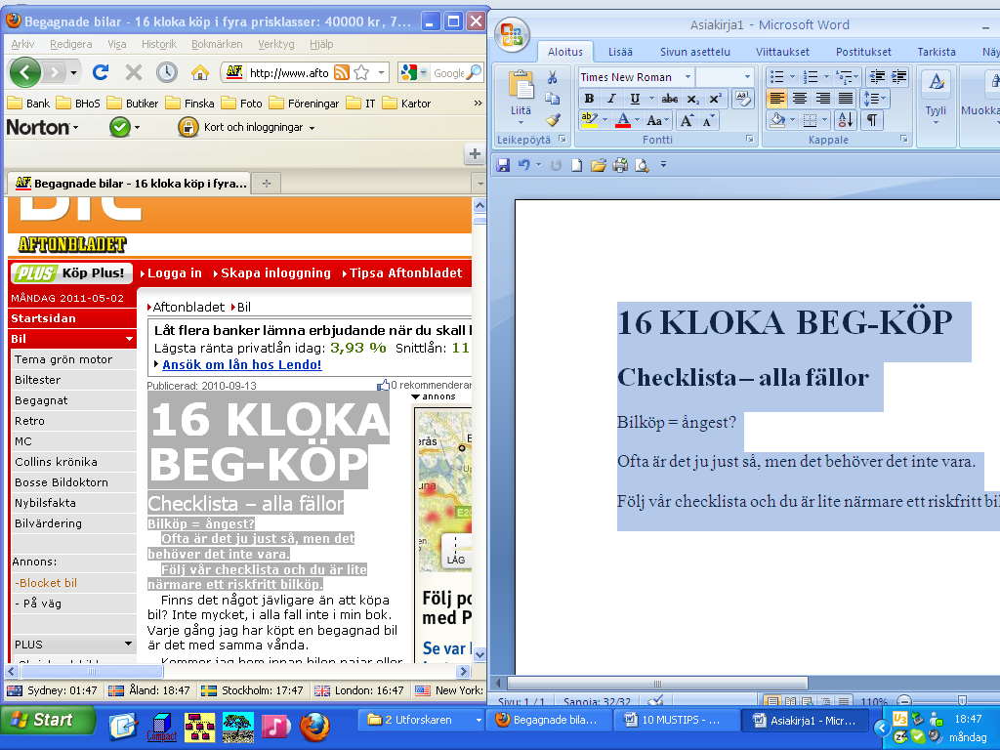 Begagnade bilar - 16 kloka köp i fyra prisklasser: 40000 kr, 7...
Arkiv Redigera Visa Historik Bokmärken Verktyg Hjälp
http://www.afto
Google
Bank BHoS Butiker Finska Foto Föreningar IT Kartor »
Norton Kort och inloggningar
Begagnade bilar - 16 kloka köp i fyra...
AFTONBLADET
PLUS Köp Plus! Logga in Skapa inloggning Tipsa Aftonbladet
MÅNDAG 2011-05-02
Startsidan
Bil
Tema grön motor
Biltester
Begagnat
Retro
MC
Collins krönika
Bosse Bildoktorn
Nybilsfakta
Bilvärdering
Annons:
-Blocket bil
- På väg
PLUS
Aftonbladet Bil
Låt flera banker lämna erbjudande när du skall l
Lägsta ränta privatlån idag: 3,93 % Snittlån: 11
Ansök om lån hos Lendo!
Publicerad: 2010-09-13
0 rekommenderar
annons
16 KLOKA
BEG-KÖP
Checklista – alla fällor
Bilköp = ångest?
Ofta är det ju just så, men det
behöver det inte vara.
Följ vår checklista och du är lite
närmare ett riskfritt bilköp.
Finns det något jävligare än att köpa
bil? Inte mycket, i alla fall inte i min bok.
Varje gång jag har köpt en begagnad bil
är det med samma vånda.
Kommer jag hem innan bilen pajar eller
erås
Una
E20
LÅG
Följ po
med P
Se var l
Sydney: 01:47 Åland: 18:47 Stockholm: 17:47 London: 16:47 New York:
Asiakirja1 - Microsoft Word
Aloitus Lisää Sivun asettelu Viittaukset Postitukset Tarkista Näy
Liitä
Times New Roman
B I U abc x₂ x²
ab A Aa A A
Tyyli
Muokka
Leikepöytä Fontti Kappale
16 KLOKA BEG-KÖP
Checklista – alla fällor
Bilköp = ångest?
Ofta är det ju just så, men det behöver det inte vara.
Följ vår checklista och du är lite närmare ett riskfritt bil
Sivu: 1 / 1 Sanoja: 32/32 110%
Start
Compact
2 Utforskaren
Begagnade bila...
10 MUSTIPS - ...
Asiakirja1 - Micr...
18:47
måndag